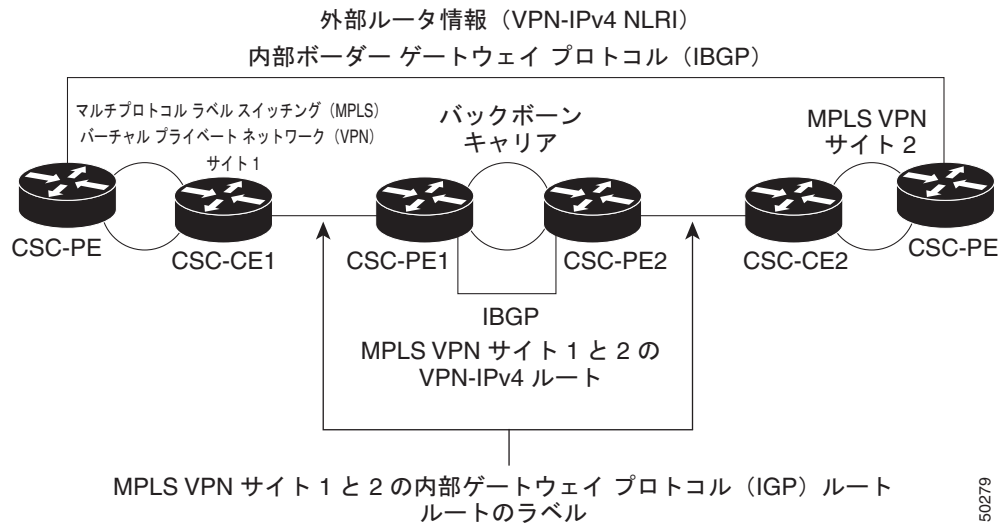 外部ルータ情報（VPN-IPv4 NLRI）
内部ボーダー ゲートウェイ プロトコル（IBGP）
マルチプロトコル ラベル スイッチング（MPLS）
バーチャル プライベート ネットワーク（VPN）
サイト 1
バックボーン
キャリア
MPLS VPN
サイト 2
CSC-PE
CSC-CE1
CSC-PE1
CSC-PE2
CSC-CE2
CSC-PE
IBGP
MPLS VPN サイト 1 と 2 の
VPN-IPv4 ルート
MPLS VPN サイト 1 と 2 の内部ゲートウェイ プロトコル（IGP）ルート
ルートのラベル
50279